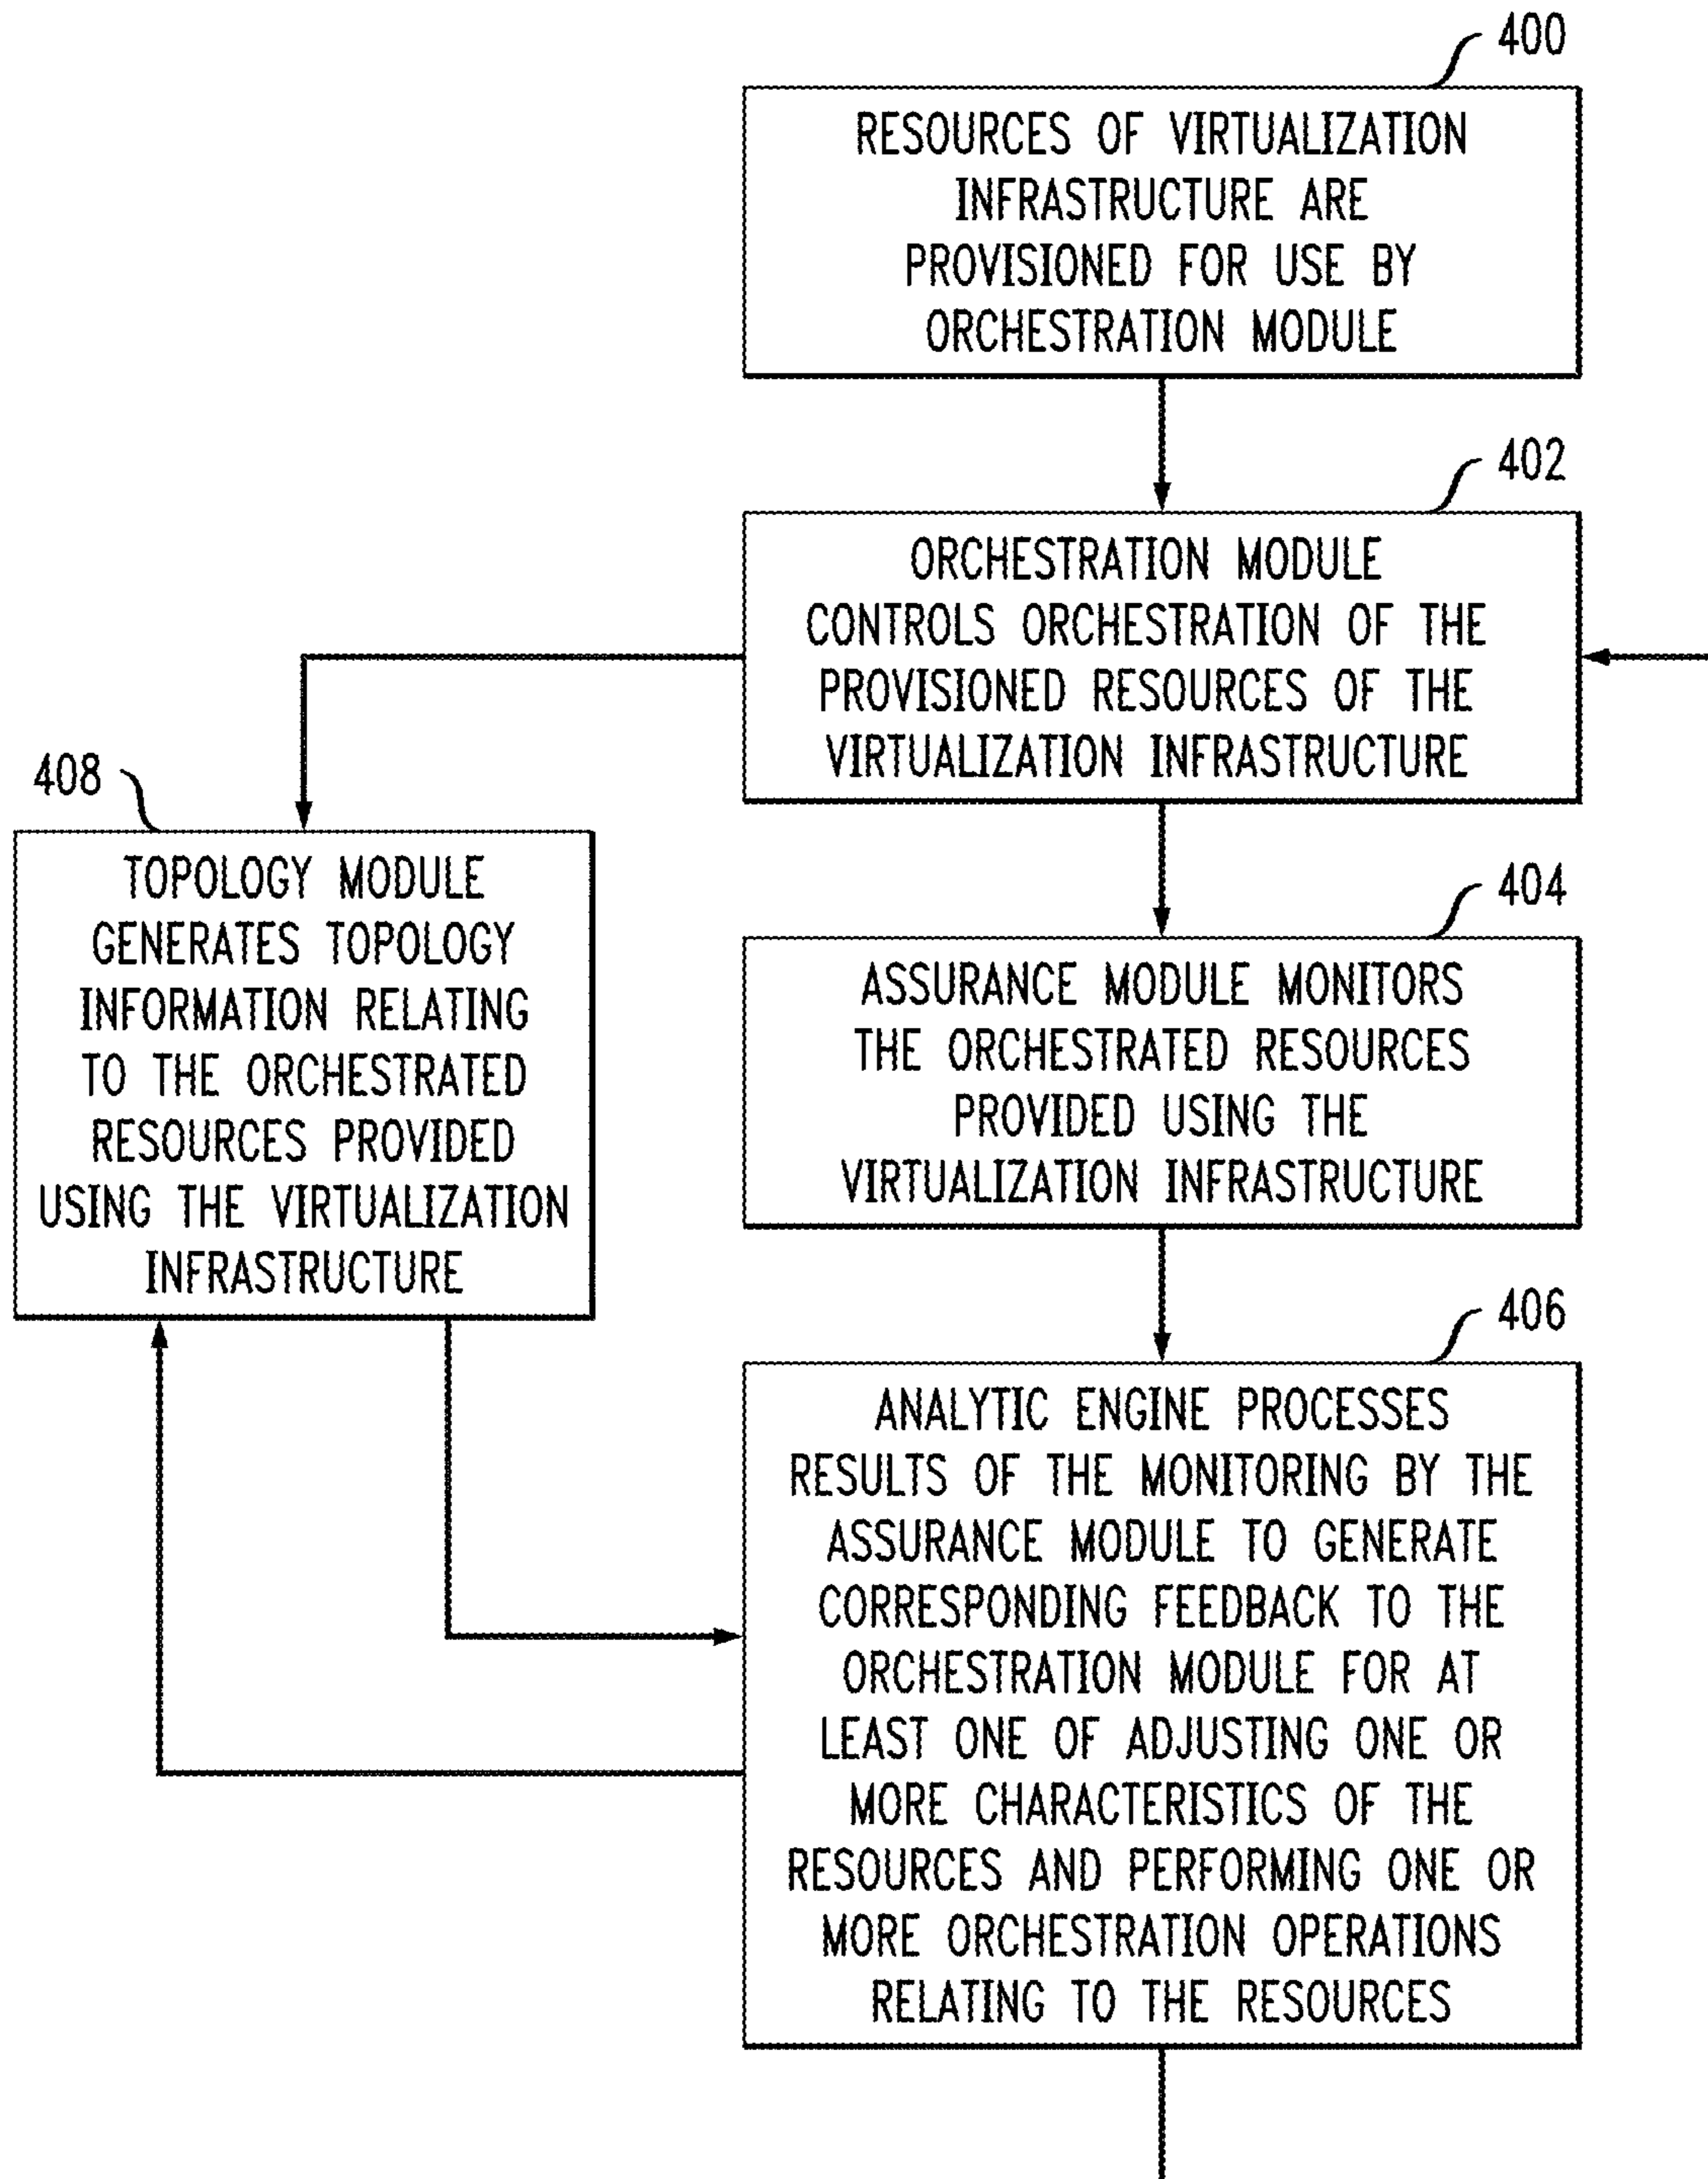 400
RESOURCES OF VIRTUALIZATION
INFRASTRUCTURE ARE
PROVISIONED FOR USE BY
ORCHESTRATION MODULE
402
ORCHESTRATION MODULE
CONTROLS ORCHESTRATION OF THE
PROVISIONED RESOURCES OF THE
VIRTUALIZATION INFRASTRUCTURE
408
TOPOLOGY MODULE
GENERATES TOPOLOGY
INFORMATION RELATING
TO THE ORCHESTRATED
RESOURCES PROVIDED
USING THE VIRTUALIZATION
INFRASTRUCTURE
404
ASSURANCE MODULE MONITORS
THE ORCHESTRATED RESOURCES
PROVIDED USING THE
VIRTUALIZATION INFRASTRUCTURE
406
ANALYTIC ENGINE PROCESSES
RESULTS OF THE MONITORING BY THE
ASSURANCE MODULE TO GENERATE
CORRESPONDING FEEDBACK TO THE
ORCHESTRATION MODULE FOR AT
LEAST ONE OF ADJUSTING ONE OR
MORE CHARACTERISTICS OF THE
RESOURCES AND PERFORMING ONE OR
MORE ORCHESTRATION OPERATIONS
RELATING TO THE RESOURCES